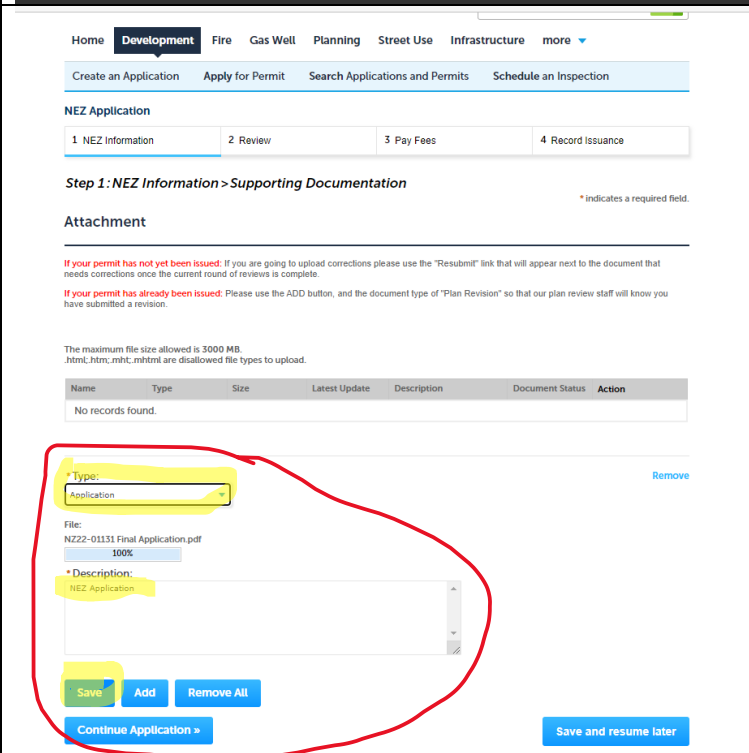 Home Development Fire Gas Well Planning Street Use Infrastructure more
Create an Application Apply for Permit Search Applications and Permits Schedule an Inspection
NEZ Application
1 NEZ Information 2 Review 3 Pay Fees 4 Record Issuance
Step 1: NEZ Information > Supporting Documentation
* indicates a required field.
Attachment
If your permit has not yet been issued: If you are going to upload corrections please use the "Resubmit" link that will appear next to the document that
needs corrections once the current round of reviews is complete.
If your permit has already been issued: Please use the ADD button, and the document type of "Plan Revision" so that our plan review staff will know you
have submitted a revision.
The maximum file size allowed is 3000 MB.
.html;.htm;.mht;.mhtml are disallowed file types to upload.
Name Type Size Latest Update Description Document Status Action
No records found.
* Type: Remove
Application
File:
NZ22-01131 Final Application.pdf
100%
* Description:
NEZ Application
Save Add Remove All
Continue Application » Save and resume later